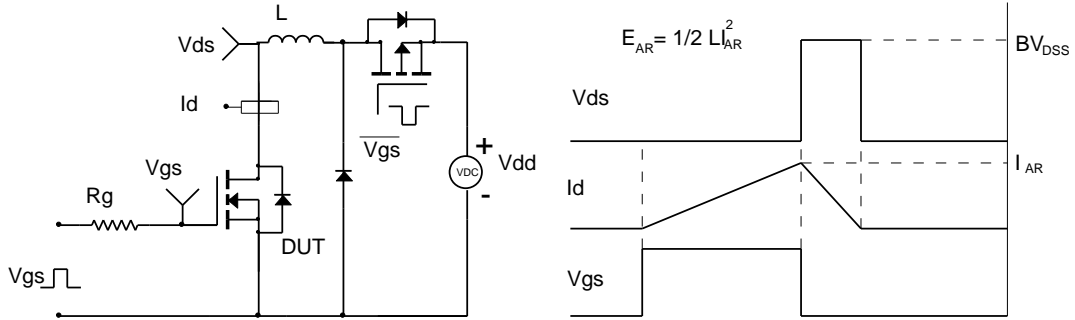 L
Vds
Id
Vgs
Vgs
Rg
DUT
Vgs
VDC
+
Vdd
-
E_AR= 1/2 LI_AR^2
BV_DSS
Vds
I_AR
Id
Vgs